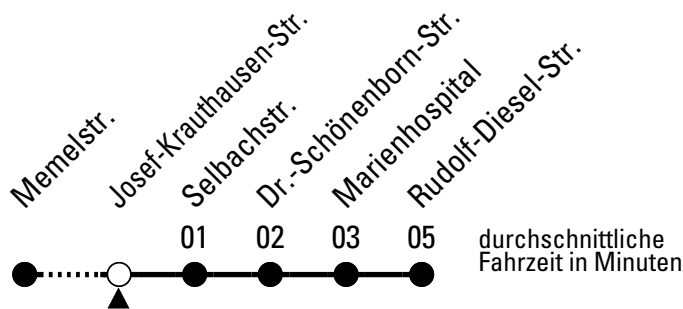 Memelstr.
Josef-Krauthausen-Str.
Selbachstr.
Dr.-Schönenborn-Str.
Marienhospital
Rudolf-Diesel-Str.
01 02 03 05
durchschnittliche
Fahrzeit in Minuten